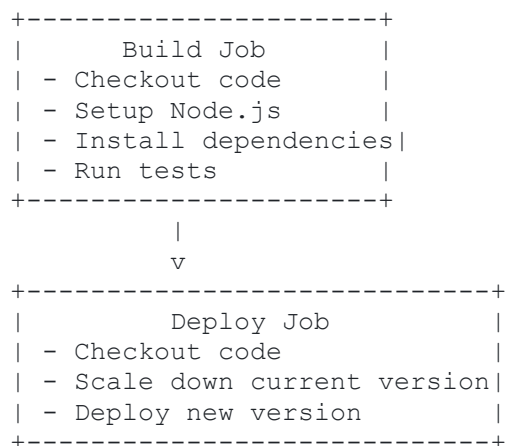 Build Job
- Checkout code
- Setup Node.js
- Install dependencies
- Run tests
v
Deploy Job
- Checkout code
- Scale down current version
- Deploy new version